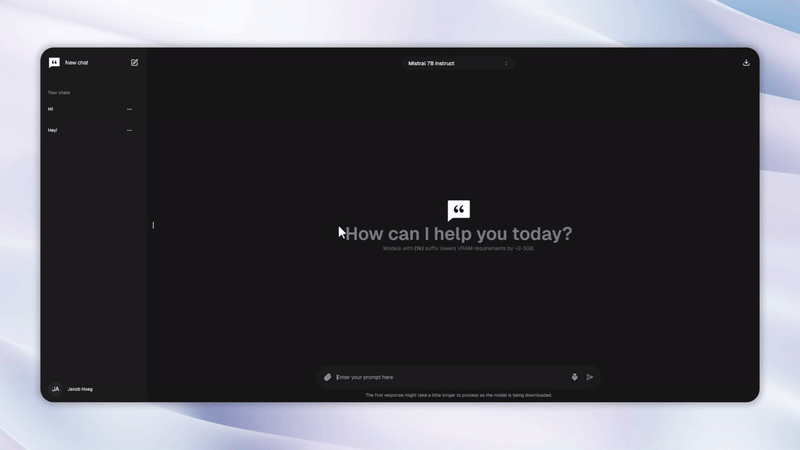 New chat
Mistral 7B Instruct
Your chats
Hi!
Hey!
How can I help you today?
Models with (1k) suffix lowers VRAM requirements by ~2-3GB.
Enter your prompt here
JA Jakob Hoeg
The first response might take a little longer to process as the model is being downloaded.